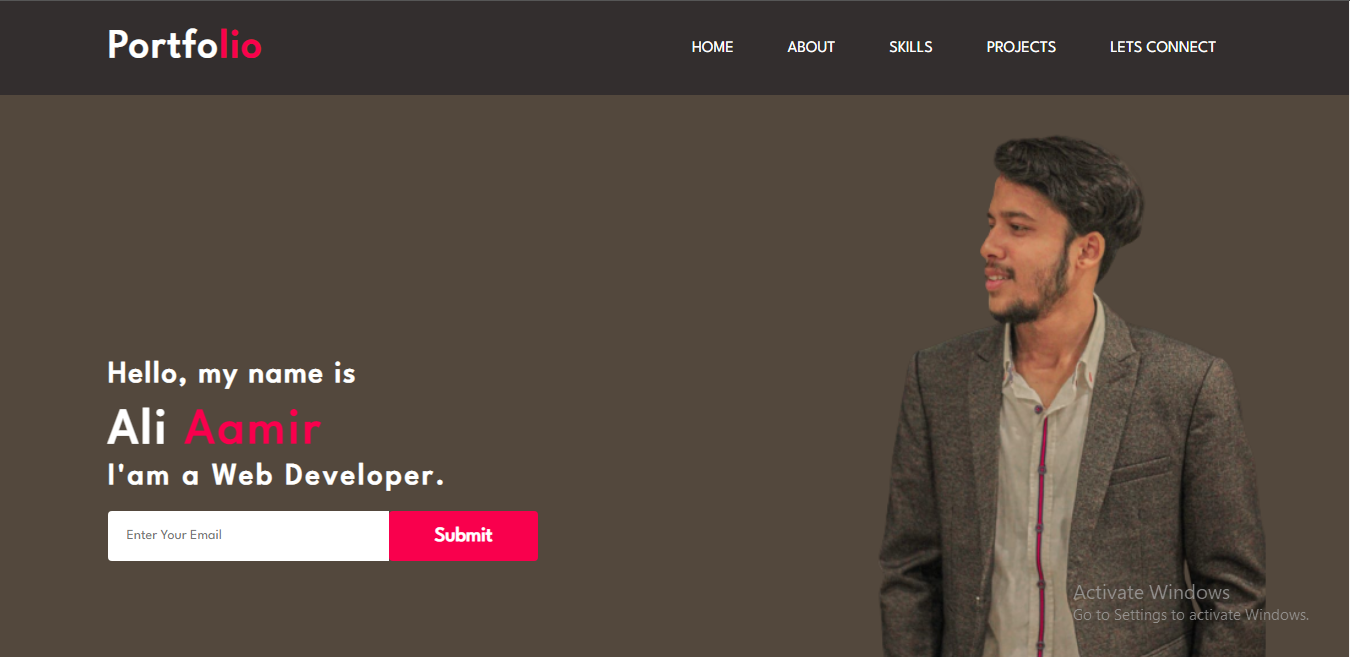 Portfolio
HOME ABOUT SKILLS PROJECTS LETS CONNECT
Hello, my name is
Ali Aamir
I'am a Web Developer.
Enter Your Email Submit
Activate Windows
Go to Settings to activate Windows.